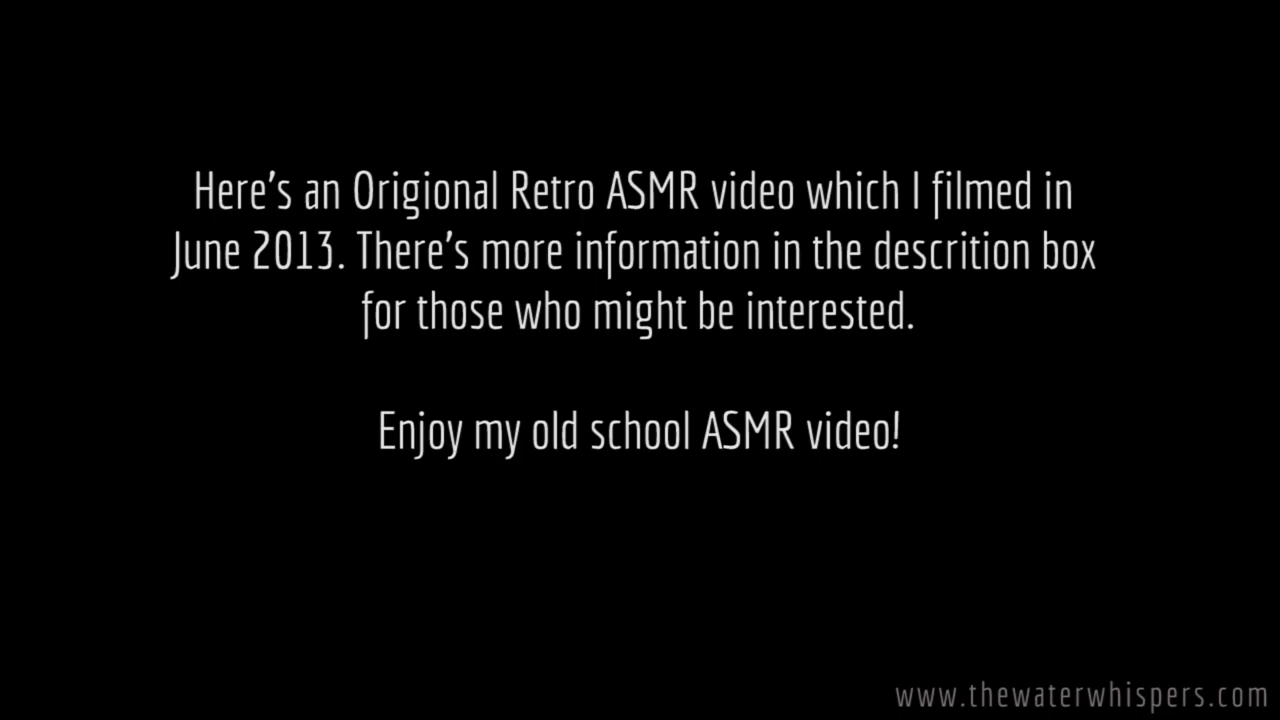 Here's an Origional Retro ASMR video which I filmed in
June 2013. There's more information in the descrition box
for those who might be interested.
Enjoy my old school ASMR video!
www.thewaterwhispers.com